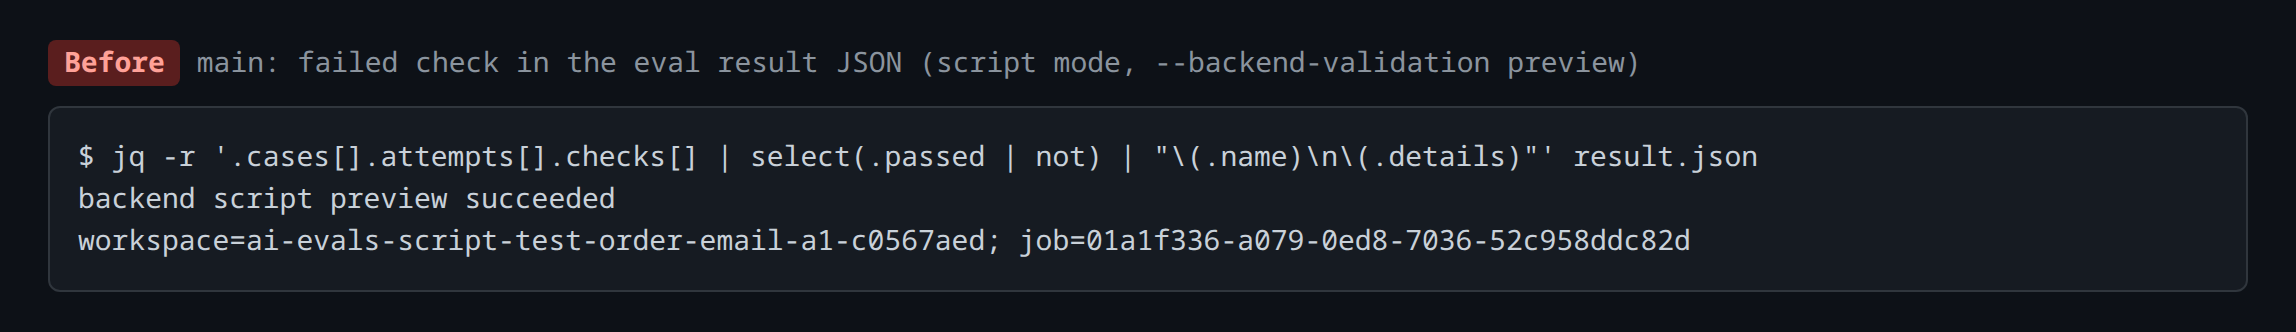 Before main: failed check in the eval result JSON (script mode, --backend-validation preview)
$ jq -r '.cases[].attempts[].checks[] | select(.passed | not) | "\(.name)\n\(.details)"' result.json
backend script preview succeeded
workspace=ai-evals-script-test-order-email-a1-c0567aed; job=01a1f336-a079-0ed8-7036-52c958ddc82d